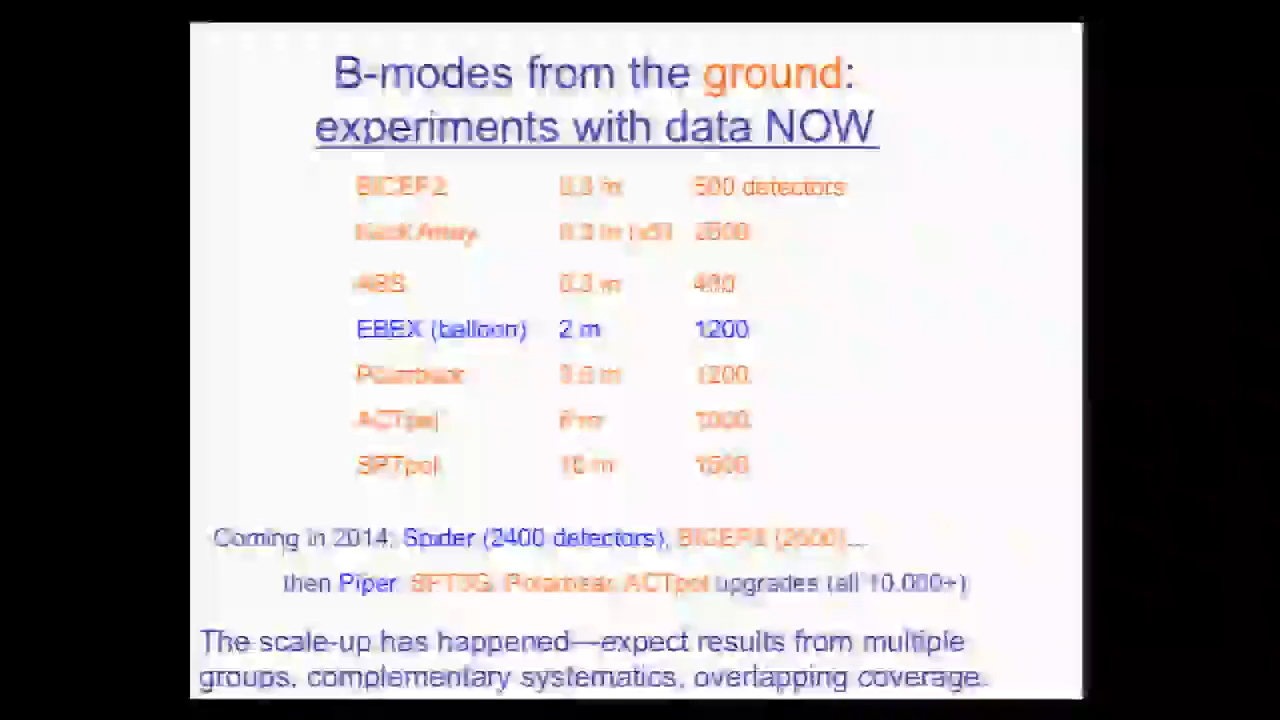 B-modes from the ground:
experiments with data NOW
BICEP2 0.3 m 500 detectors
Keck Array 0.3 m (x5) 2500
ABS 0.3 m 480
EBEX (balloon) 2 m 1200
Polarbear m 1200
ACTpol 6 m 1000
SPTpol 10 m 1500
Coming in 2014: Spider (2400 detectors), BICEP3 (2500)...
then Piper, SPT3G, Polarbear, ACTpol upgrades (all 10,000+)
The scale-up has happened—expect results from multiple
groups, complementary systematics, overlapping coverage.